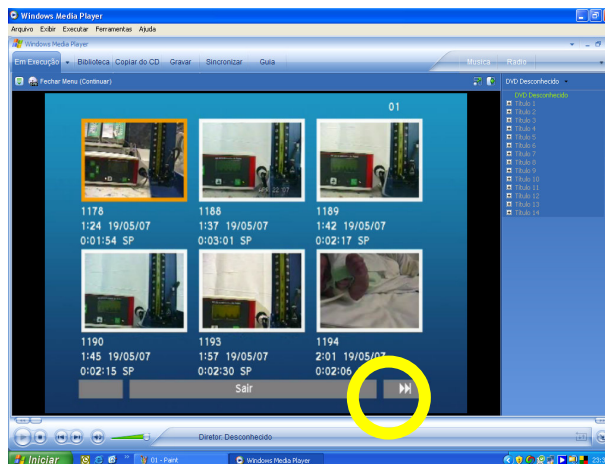 Windows Media Player
Arquivo Exibir Executar Ferramentas Ajuda
Windows Media Player
Em Execução Biblioteca Copiar do CD Gravar Sincronizar Guia Música Rádio
Fechar Menu (Continuar) DVD Desconhecido
DVD Desconhecido
Título 1
Título 2
Título 3
Título 4
Título 5
Título 6
Título 7
Título 8
Título 9
Título 10
Título 11
Título 12
Título 13
Título 14
01
1178 1188 1189
1:24 19/05/07 1:37 19/05/07 1:42 19/05/07
0:01:54 SP 0:03:01 SP 0:02:17 SP
1190 1193 1194
1:45 19/05/07 1:57 19/05/07 2:01 19/05/07
0:02:15 SP 0:02:30 SP 0:02:06
Sair
Diretor: Desconhecido
Iniciar 01 - Paint Windows Media Player